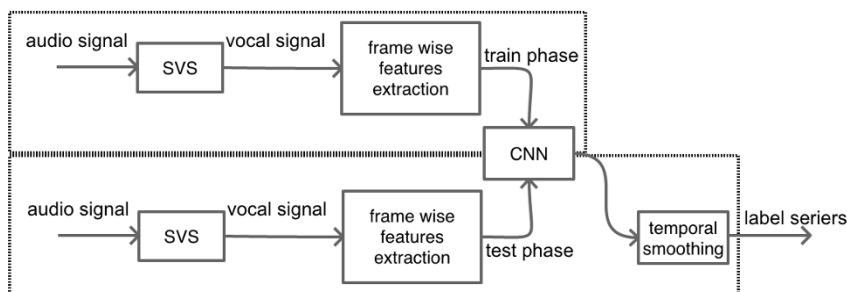 audio signal
SVS
vocal signal
frame wise
features
extraction
train phase
CNN
audio signal
SVS
vocal signal
frame wise
features
extraction
test phase
temporal
smoothing
label seriers